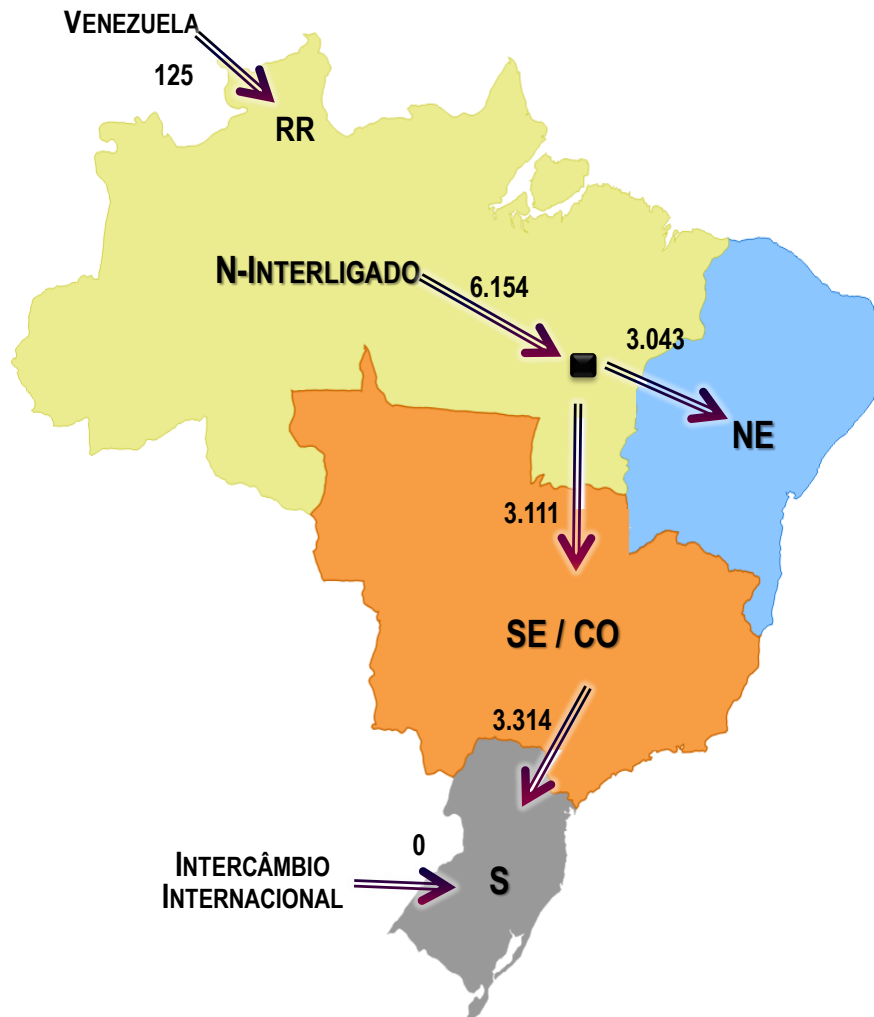 VENEZUELA
125
RR
N-INTERLIGADO
6.154
3.043
NE
3.111
SE / CO
3.314
0
INTERCÂMBIO
INTERNACIONAL
S